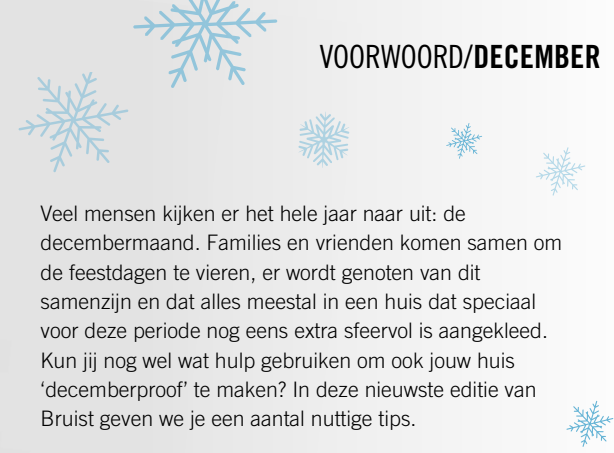 VOORWOORD/DECEMBER
Veel mensen kijken er het hele jaar naar uit: de
decembermaand. Families en vrienden komen samen om
de feestdagen te vieren, er wordt genoten van dit
samenzijn en dat alles meestal in een huis dat speciaal
voor deze periode nog eens extra sfeervol is aangekleed.
Kun jij nog wel wat hulp gebruiken om ook jouw huis
‘decemberproof’ te maken? In deze nieuwste editie van
Bruist geven we je een aantal nuttige tips.